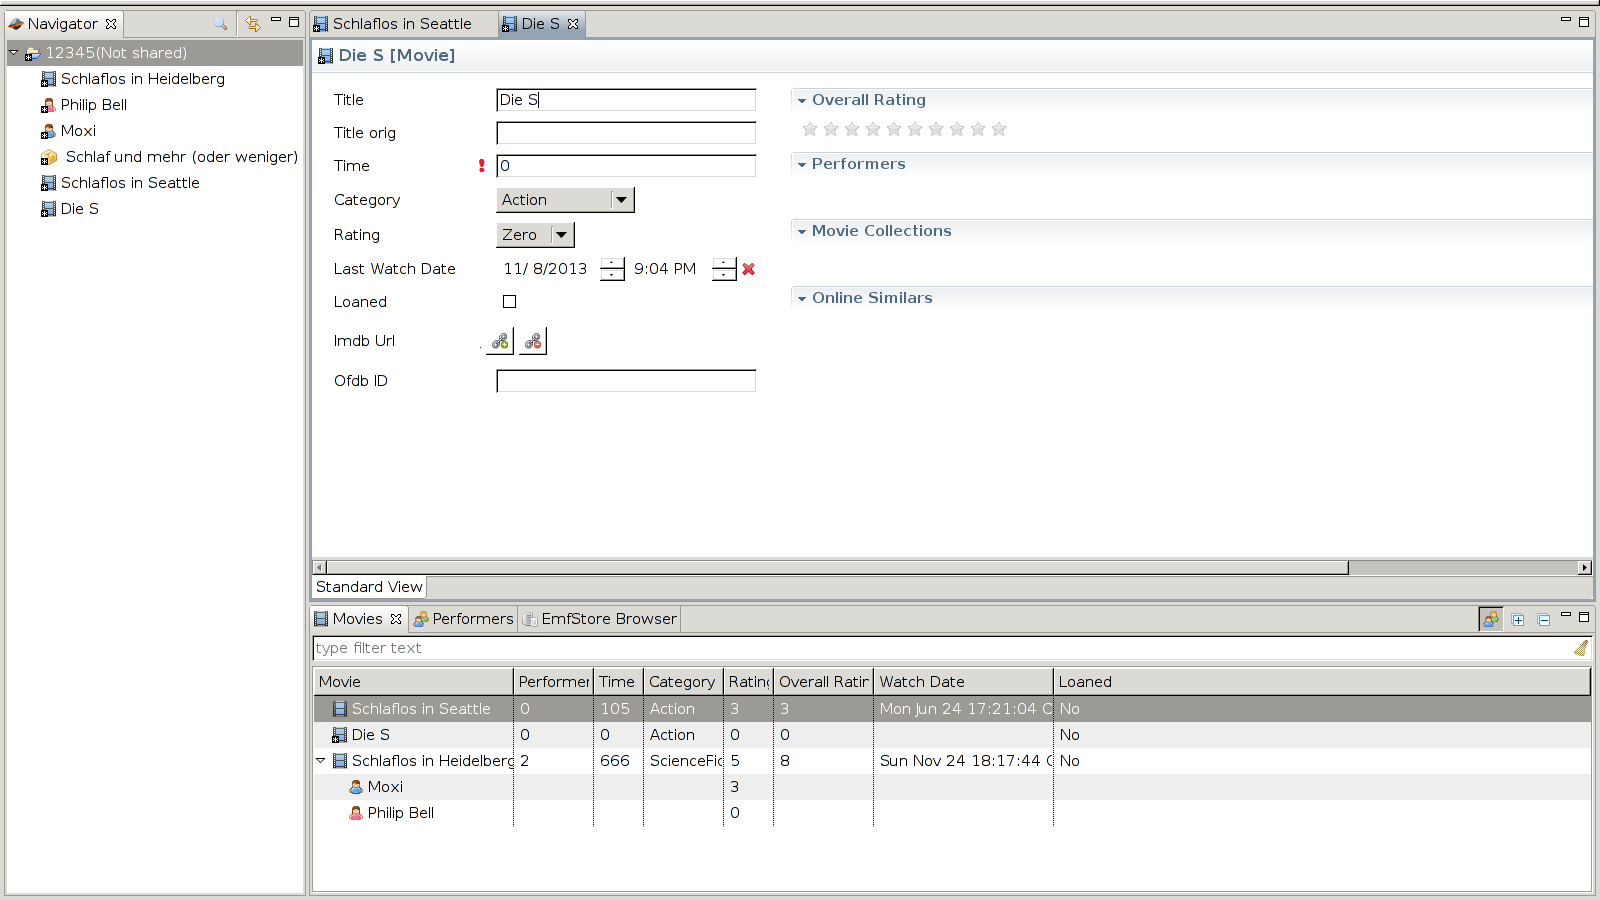 Navigator
12345(Not shared)
Schlaflos in Heidelberg
Philip Bell
Moxi
Schlaf und mehr (oder weniger)
Schlaflos in Seattle
Die S
Schlaflos in Seattle
Die S
Die S [Movie]
Title
Die S
Title orig
Time
0
Category
Action
Rating
Zero
Last Watch Date
11/ 8/2013
9:04 PM
Loaned
Imdb Url
.
Ofdb ID
Overall Rating
Performers
Movie Collections
Online Similars
Standard View
Movies
Performers
EmfStore Browser
type filter text
Movie Performer Time Category Rating Overall Ratin Watch Date Loaned
Schlaflos in Seattle 0 105 Action 3 3 Mon Jun 24 17:21:04 C No
Die S 0 0 Action 0 0 No
Schlaflos in Heidelberg 2 666 ScienceFic 5 8 Sun Nov 24 18:17:44 C No
Moxi 3
Philip Bell 0